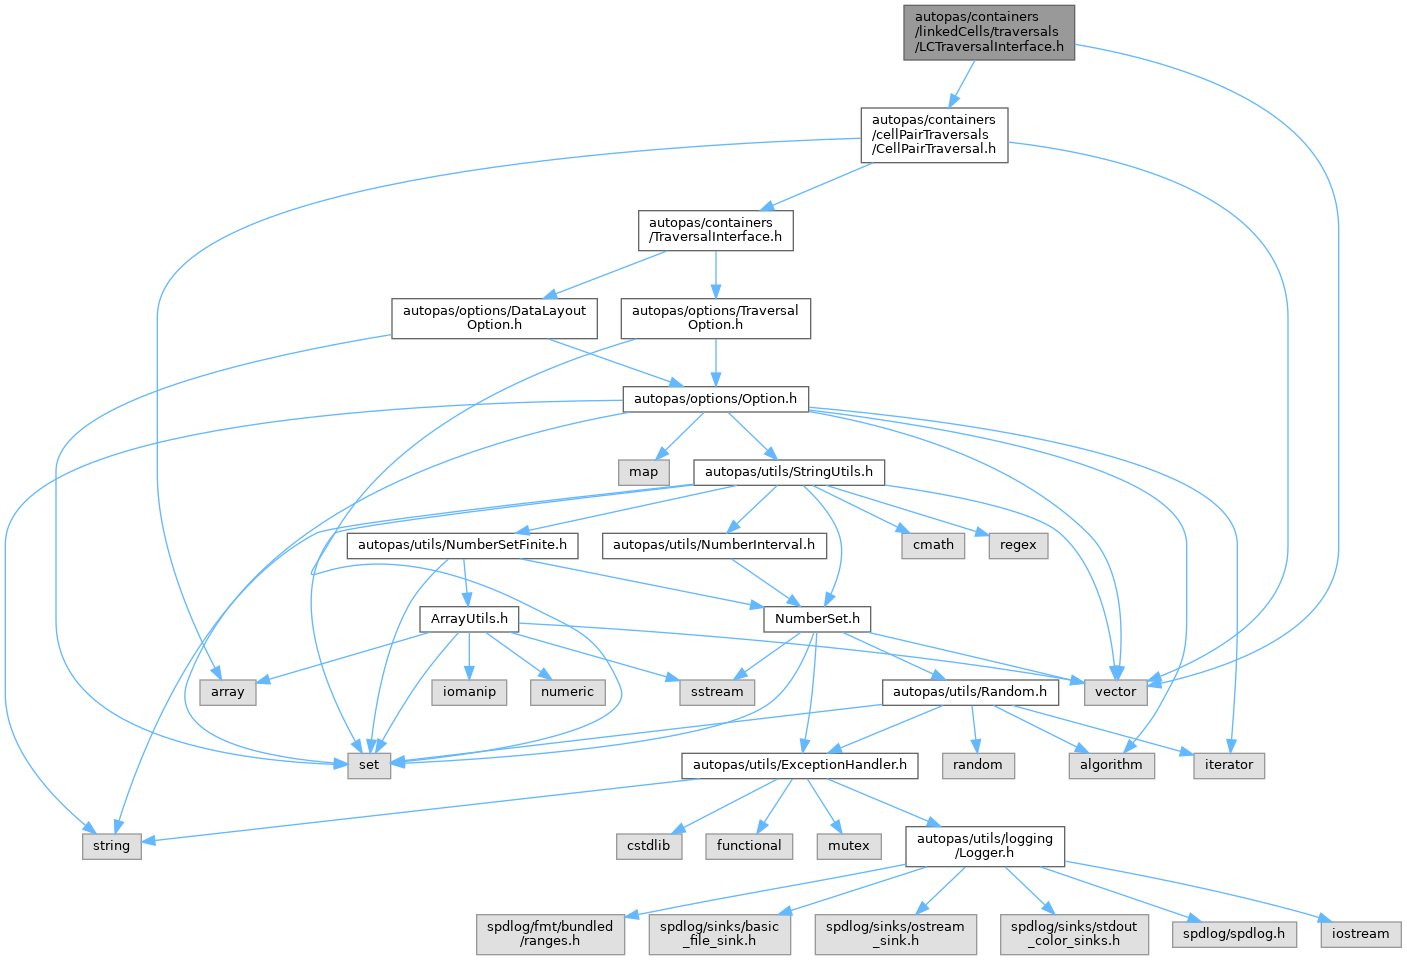 autopas/containers
/linkedCells/traversals
/LCTraversalInterface.h
autopas/containers
/cellPairTraversals
/CellPairTraversal.h
autopas/containers
/TraversalInterface.h
autopas/options/DataLayout
Option.h
autopas/options/Traversal
Option.h
autopas/options/Option.h
map
autopas/utils/StringUtils.h
autopas/utils/NumberSetFinite.h
autopas/utils/NumberInterval.h
cmath
regex
ArrayUtils.h
NumberSet.h
array
iomanip
numeric
sstream
autopas/utils/Random.h
vector
set
autopas/utils/ExceptionHandler.h
random
algorithm
iterator
string
cstdlib
functional
mutex
autopas/utils/logging
/Logger.h
spdlog/fmt/bundled
/ranges.h
spdlog/sinks/basic
_file_sink.h
spdlog/sinks/ostream
_sink.h
spdlog/sinks/stdout
_color_sinks.h
spdlog/spdlog.h
iostream